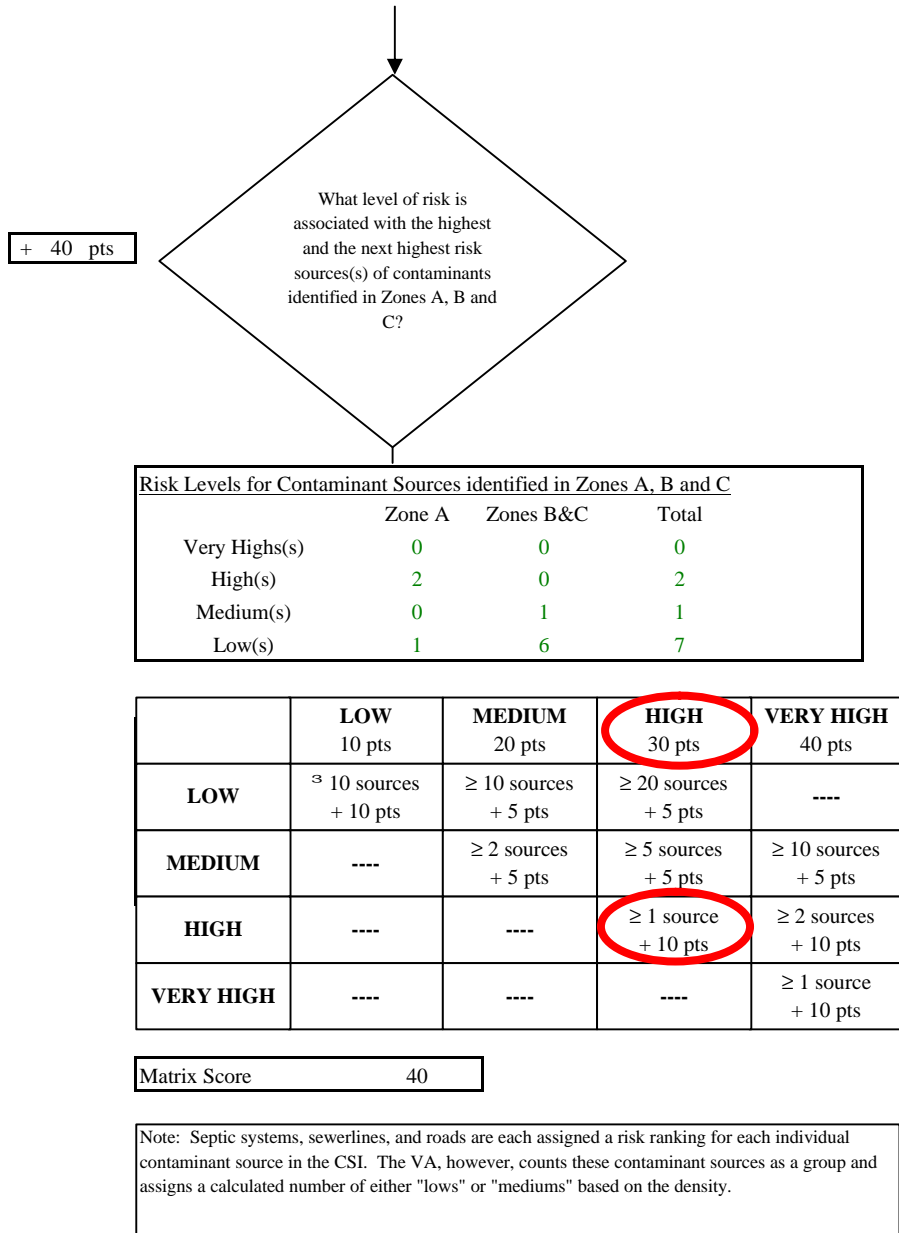 What level of risk is
associated with the highest
and the next highest risk
sources(s) of contaminants
identified in Zones A, B and
C?
+ 40 pts
Risk Levels for Contaminant Sources identified in Zones A, B and C
Zone A Zones B&C Total
Very Highs(s) 0 0 0
High(s) 2 0 2
Medium(s) 0 1 1
Low(s) 1 6 7
LOW MEDIUM HIGH VERY HIGH
10 pts 20 pts 30 pts 40 pts
LOW ³ 10 sources ≥ 10 sources ≥ 20 sources ----
+ 10 pts + 5 pts + 5 pts
MEDIUM ---- ≥ 2 sources ≥ 5 sources ≥ 10 sources
+ 5 pts + 5 pts + 5 pts
HIGH ---- ---- ≥ 1 source ≥ 2 sources
+ 10 pts + 10 pts
VERY HIGH ---- ---- ---- ≥ 1 source
+ 10 pts
Matrix Score 40
Note: Septic systems, sewerlines, and roads are each assigned a risk ranking for each individual
contaminant source in the CSI. The VA, however, counts these contaminant sources as a group and
assigns a calculated number of either "lows" or "mediums" based on the density.